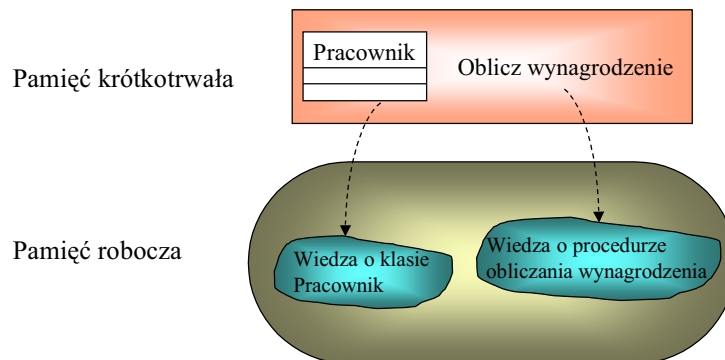 Pracownik
Pamięć krótkotrwała
Oblicz wynagrodzenie
Pamięć robocza
Wiedza o klasie
Pracownik
Wiedza o procedurze
obliczania wynagrodzenia